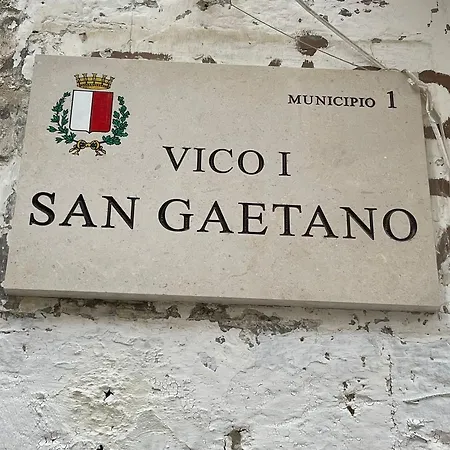 MUNICIPIO 1
VICO I
SAN GAETANO